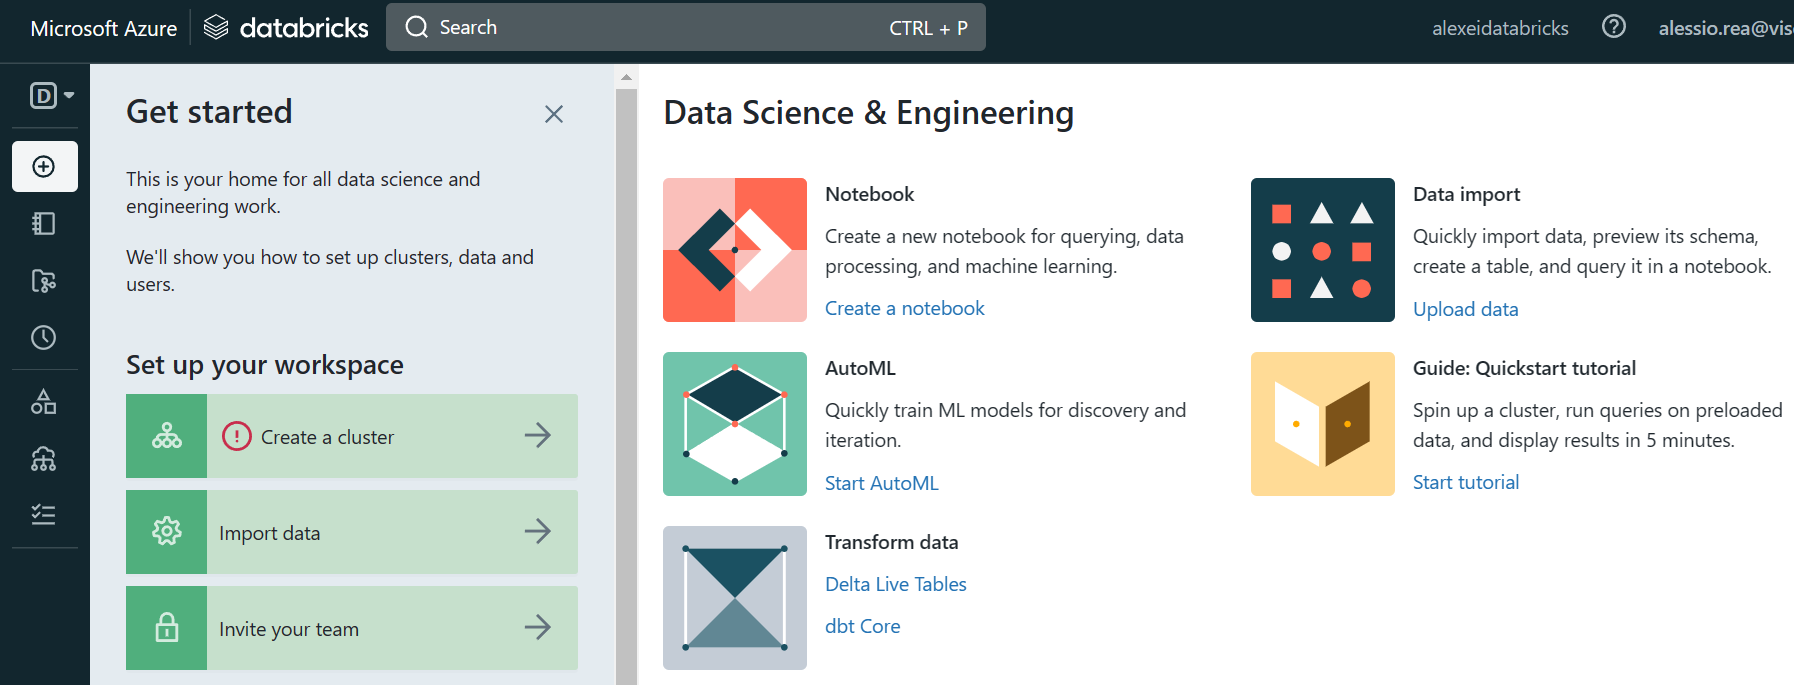 Microsoft Azure
databricks
Search
CTRL + P
alexeidatabricks
?
alessio.rea@vis
D
Get started
This is your home for all data science and
engineering work.
We'll show you how to set up clusters, data and
users.
Set up your workspace
! Create a cluster
Import data
Invite your team
Data Science & Engineering
Notebook
Create a new notebook for querying, data
processing, and machine learning.
Create a notebook
Data import
Quickly import data, preview its schema,
create a table, and query it in a notebook.
Upload data
AutoML
Quickly train ML models for discovery and
iteration.
Start AutoML
Guide: Quickstart tutorial
Spin up a cluster, run queries on preloaded
data, and display results in 5 minutes.
Start tutorial
Transform data
Delta Live Tables
dbt Core